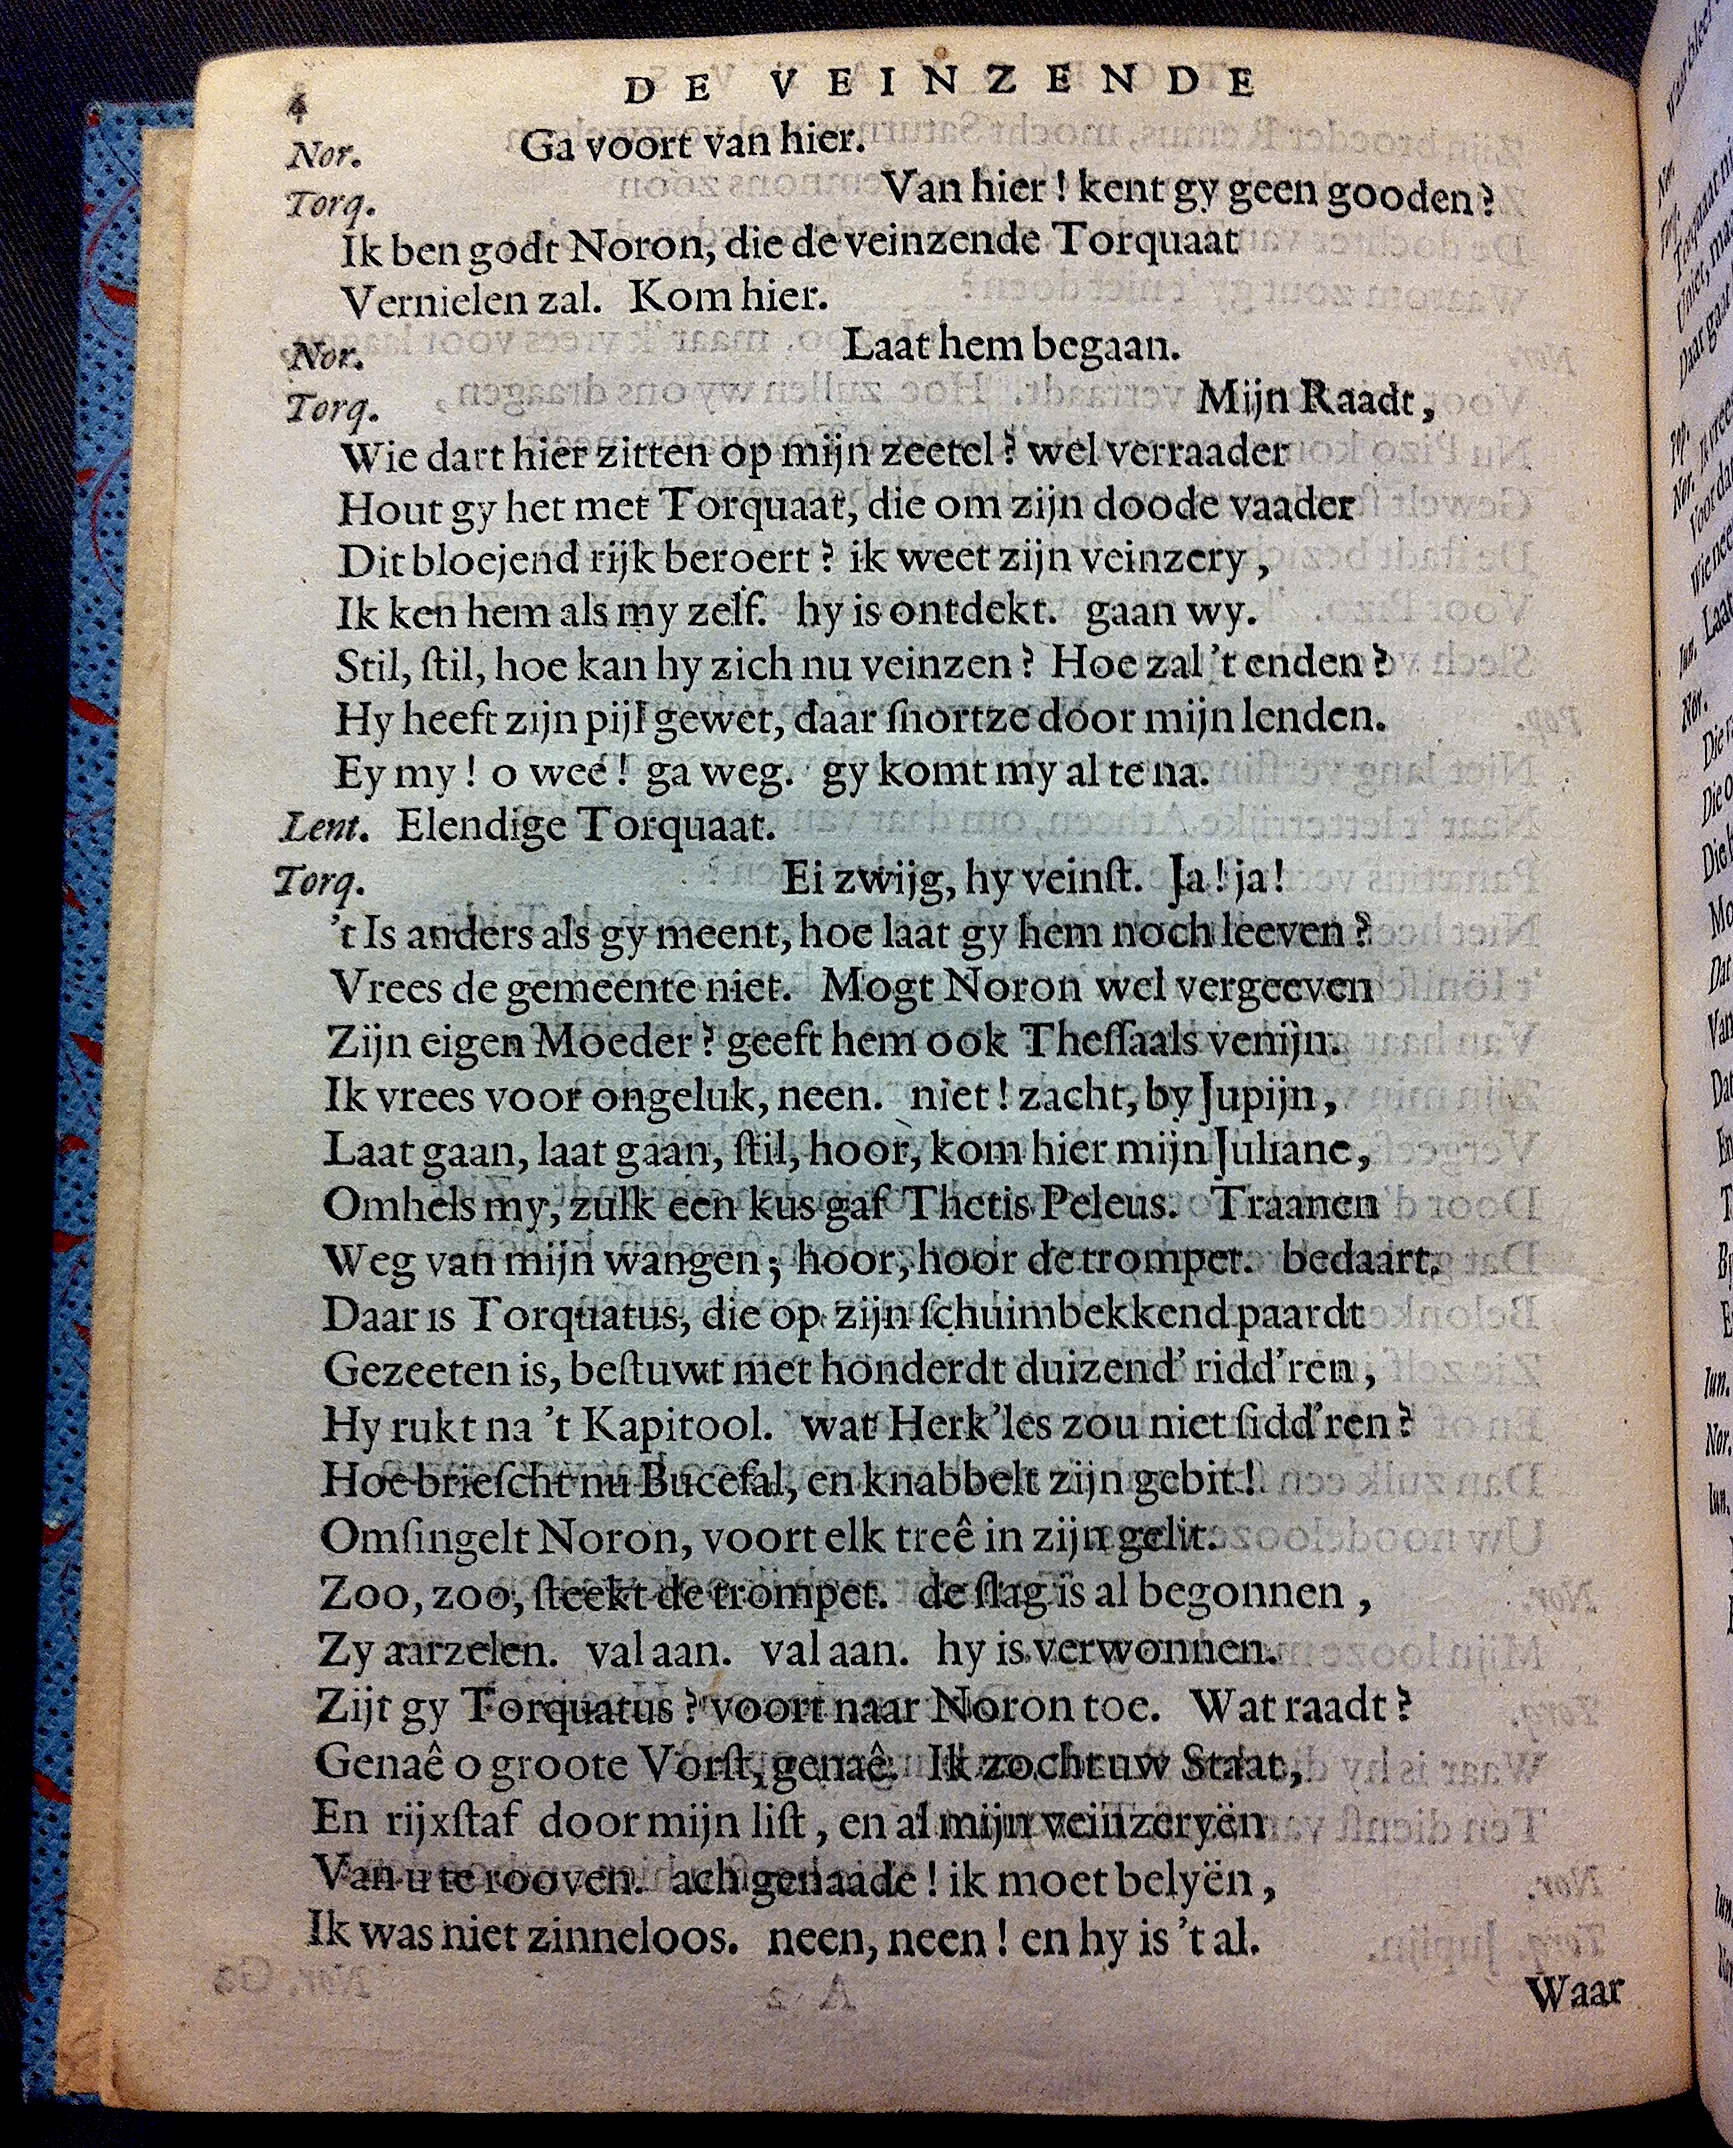 4
DE VEINZENDE
Nor. Ga voort van hier.
Torq. Van hier! kent gy geen gooden?
Ik ben godt Noron, die de veinzende Torquaat
Vernielen zal. Kom hier.
Nor. Laat hem begaan.
Torq. Mijn Raadt,
Wie dart hier zitten op mijn zeetel? wel verraader
Hout gy het met Torquaat, die om zijn doode vaader
Dit bloejend rijk beroert? ik weet zijn veinzery,
Ik ken hem als my zelf. hy is ontdekt. gaan wy.
Stil, ſtil, hoe kan hy zich nu veinzen? Hoe zal 't enden?
Hy heeft zijn pijl gewet, daar ſnortze door mijn lenden.
Ey my! o wee! ga weg. gy komt my al te na.
Lent. Elendige Torquaat.
Torq. Ei zwijg, hy veinſt. Ja! ja!
't Is anders als gy meent, hoe laat gy hem noch leeven?
Vrees de gemeente niet. Mogt Noron wel vergeeven
Zijn eigen Moeder? geeft hem ook Theſſaals venijn.
Ik vrees voor ongeluk, neen. niet! zacht, by Jupijn,
Laat gaan, laat gaan, ſtil, hoor, kom hier mijn Juliane,
Omhels my, zulk een kus gaf Thetis Peleus. Traanen
Weg van mijn wangen; hoor, hoor de trompet. bedaart.
Daar is Torquatus, die op zijn ſchuimbekkend paardt
Gezeeten is, beſtuwt met honderdt duizend' ridd'ren,
Hy rukt na 't Kapitool. wat Herk'les zou niet ſidd'ren?
Hoe brieſcht nu Bucefal, en knabbelt zijn gebit!
Omſingelt Noron, voort elk treê in zijn gelit.
Zoo, zoo, ſteekt de trompet. de ſlag is al begonnen,
Zy aarzelen. val aan. val aan. hy is verwonnen.
Zijt gy Torquatus? voort naar Noron toe. Wat raadt?
Genaê o groote Vorſt, genaê. Ik zocht uw Staat,
En rijxſtaf door mijn liſt, en al mijn veinzeryën
Van u te rooven. ach genaade! ik moet belyën,
Ik was niet zinneloos. neen, neen! en hy is 't al.
Waar